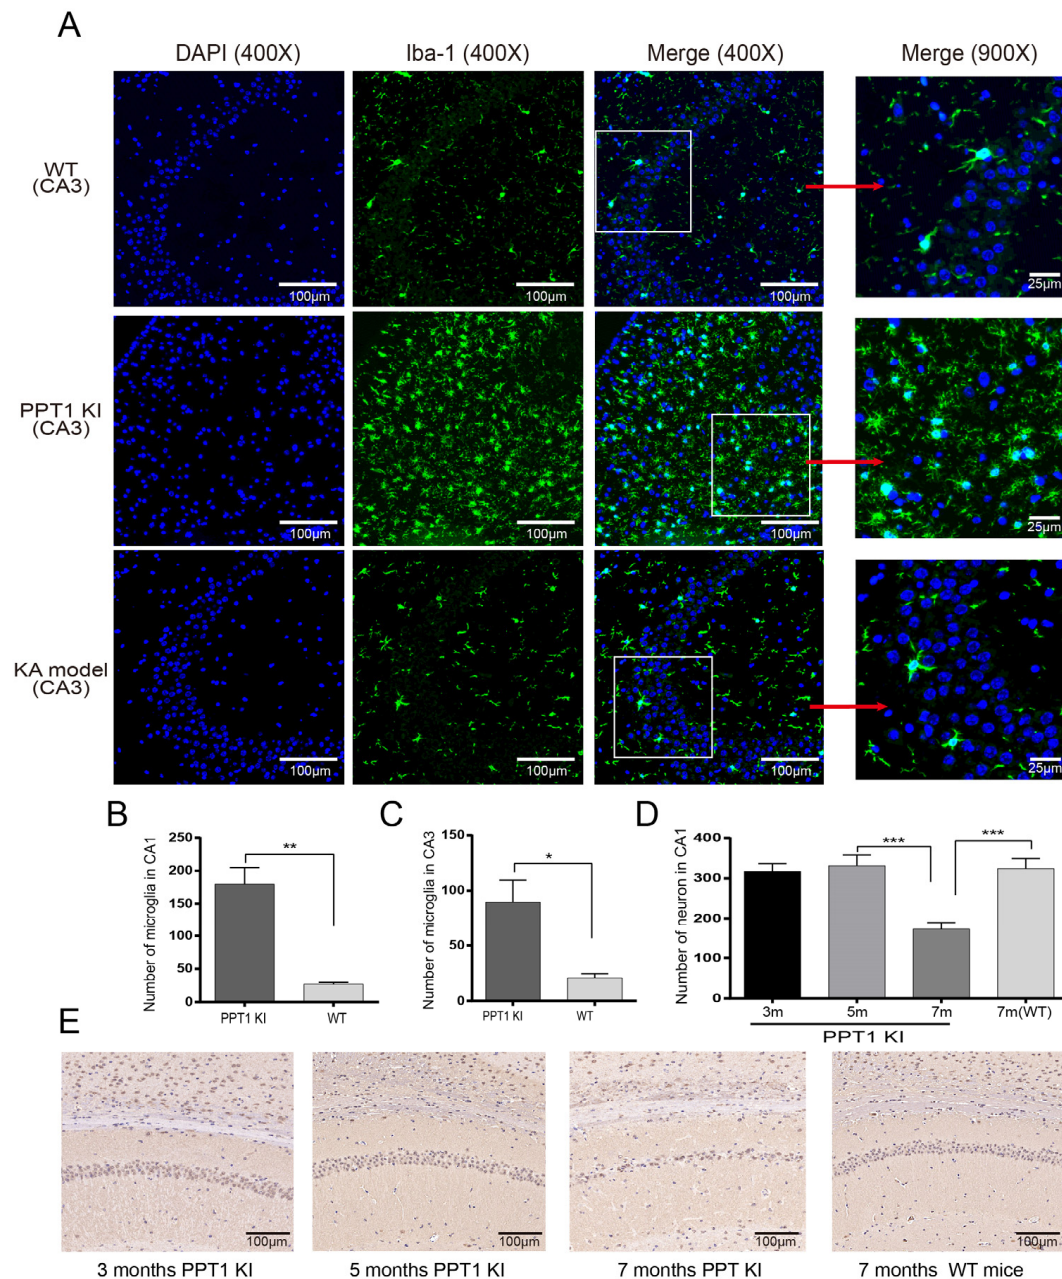 A
DAPI (400X) Iba-1 (400X) Merge (400X) Merge (900X)
WT
(CA3)
100μm 100μm 100μm 25μm
PPT1 KI
(CA3)
100μm 100μm 100μm 25μm
KA model
(CA3)
100μm 100μm 100μm 25μm
B
Number of microglia in CA1
250
200
150
100
50
0
**
PPT1 KI WT
C
Number of microglia in CA3
150
100
50
0
*
PPT1 KI WT
D
Number of neuron in CA1
400
300
200
100
0
*** ***
3m 5m 7m 7m(WT)
PPT1 KI
E
100μm 100μm 100μm 100μm
3 months PPT1 KI 5 months PPT1 KI 7 months PPT KI 7 months WT mice